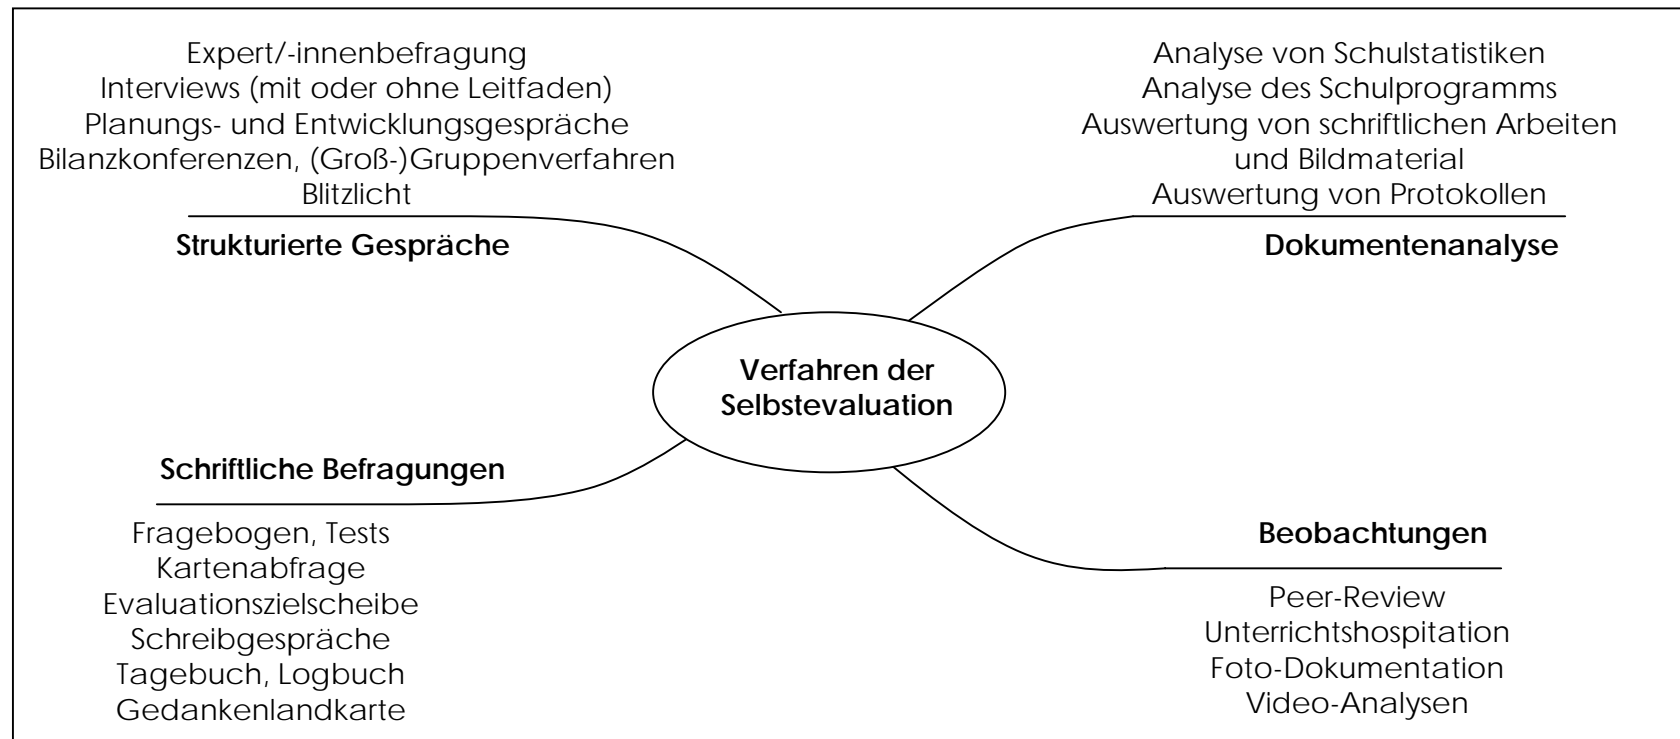 Expert/-innenbefragung
Interviews (mit oder ohne Leitfaden)
Planungs- und Entwicklungsgespräche
Bilanzkonferenzen, (Groß-)Gruppenverfahren
Blitzlicht
Strukturierte Gespräche
Analyse von Schulstatistiken
Analyse des Schulprogramms
Auswertung von schriftlichen Arbeiten
und Bildmaterial
Auswertung von Protokollen
Dokumentenanalyse
Verfahren der
Selbstevaluation
Schriftliche Befragungen
Fragebogen, Tests
Kartenabfrage
Evaluationszielscheibe
Schreibgespräche
Tagebuch, Logbuch
Gedankenlandkarte
Beobachtungen
Peer-Review
Unterrichtshospitation
Foto-Dokumentation
Video-Analysen